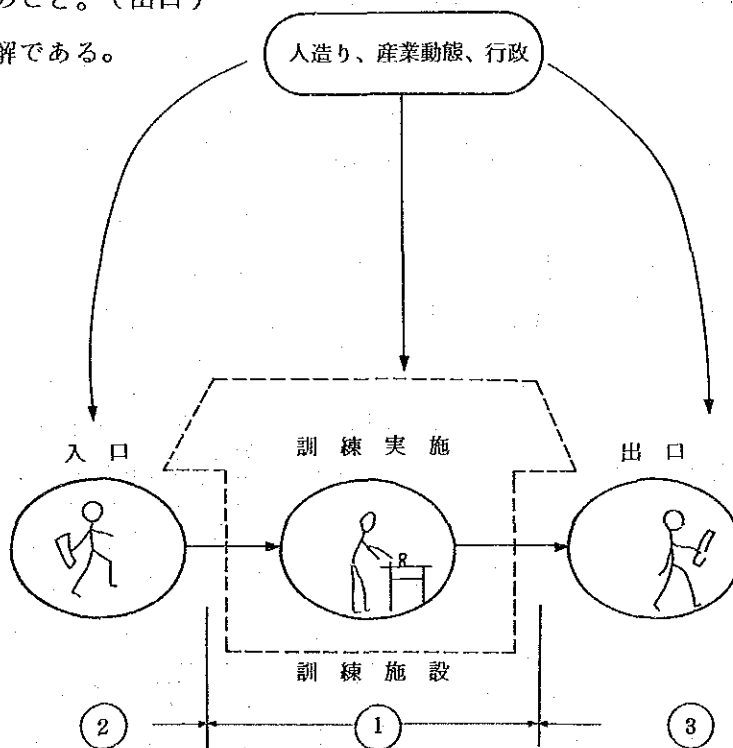 のこと。(出口)
解である。
人造り、産業動態、行政
入口
訓練実施
出口
訓練施設
② ① ③